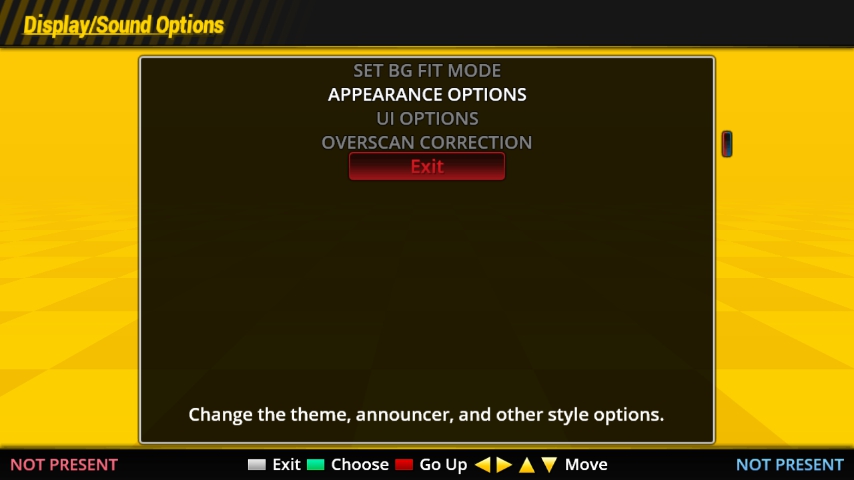 Display/Sound Options
SET BG FIT MODE
APPEARANCE OPTIONS
UI OPTIONS
OVERSCAN CORRECTION
Exit
Change the theme, announcer, and other style options.
NOT PRESENT Exit Choose Go Up Move NOT PRESENT